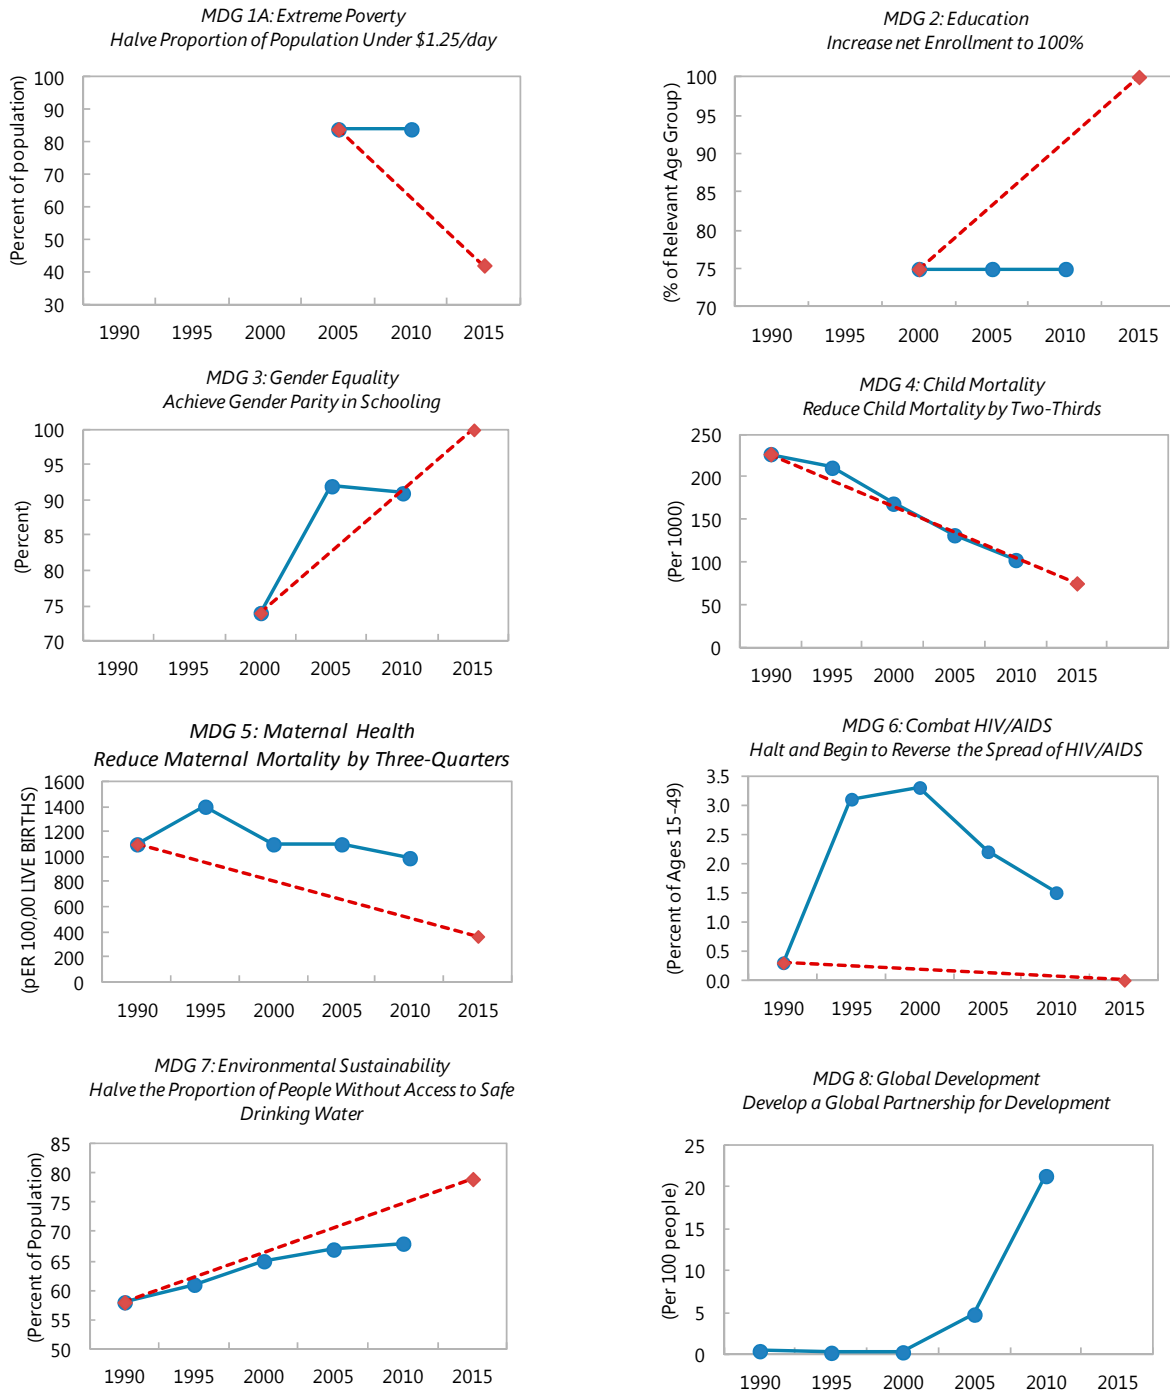 MDG 1A: Extreme Poverty
Halve Proportion of Population Under $1.25/day
(Percent of population)
100
90
80
70
60
50
40
30
1990 1995 2000 2005 2010 2015
MDG 2: Education
Increase net Enrollment to 100%
(% of Relevant Age Group)
100
95
90
85
80
75
70
1990 1995 2000 2005 2010 2015
MDG 3: Gender Equality
Achieve Gender Parity in Schooling
(Percent)
100
95
90
85
80
75
70
1990 1995 2000 2005 2010 2015
MDG 4: Child Mortality
Reduce Child Mortality by Two-Thirds
(Per 1000)
250
200
150
100
50
0
1990 1995 2000 2005 2010 2015
MDG 5: Maternal Health
Reduce Maternal Mortality by Three-Quarters
(pER 100,00 LIVE BIRTHS)
1600
1400
1200
1000
800
600
400
200
0
1990 1995 2000 2005 2010 2015
MDG 6: Combat HIV/AIDS
Halt and Begin to Reverse the Spread of HIV/AIDS
(Percent of Ages 15-49)
3.5
3.0
2.5
2.0
1.5
1.0
0.5
0.0
1990 1995 2000 2005 2010 2015
MDG 7: Environmental Sustainability
Halve the Proportion of People Without Access to Safe
Drinking Water
(Percent of Population)
85
80
75
70
65
60
55
50
1990 1995 2000 2005 2010 2015
MDG 8: Global Development
Develop a Global Partnership for Development
(Per 100 people)
25
20
15
10
5
0
1990 1995 2000 2005 2010 2015